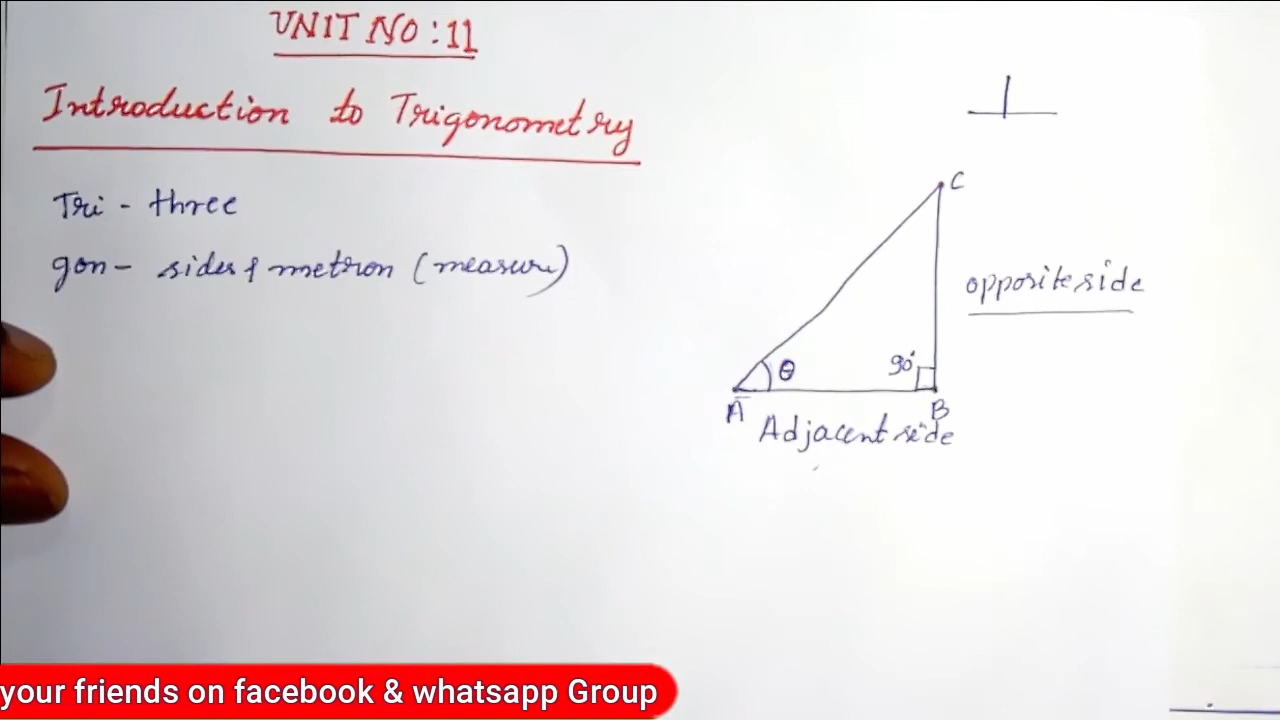 UNIT NO : 11
Introduction to Trigonometry
Tri - three
gon - sides & metron (measure)
C
opposite side
θ
90°
A
B
Adjacent side
your friends on facebook & whatsapp Group